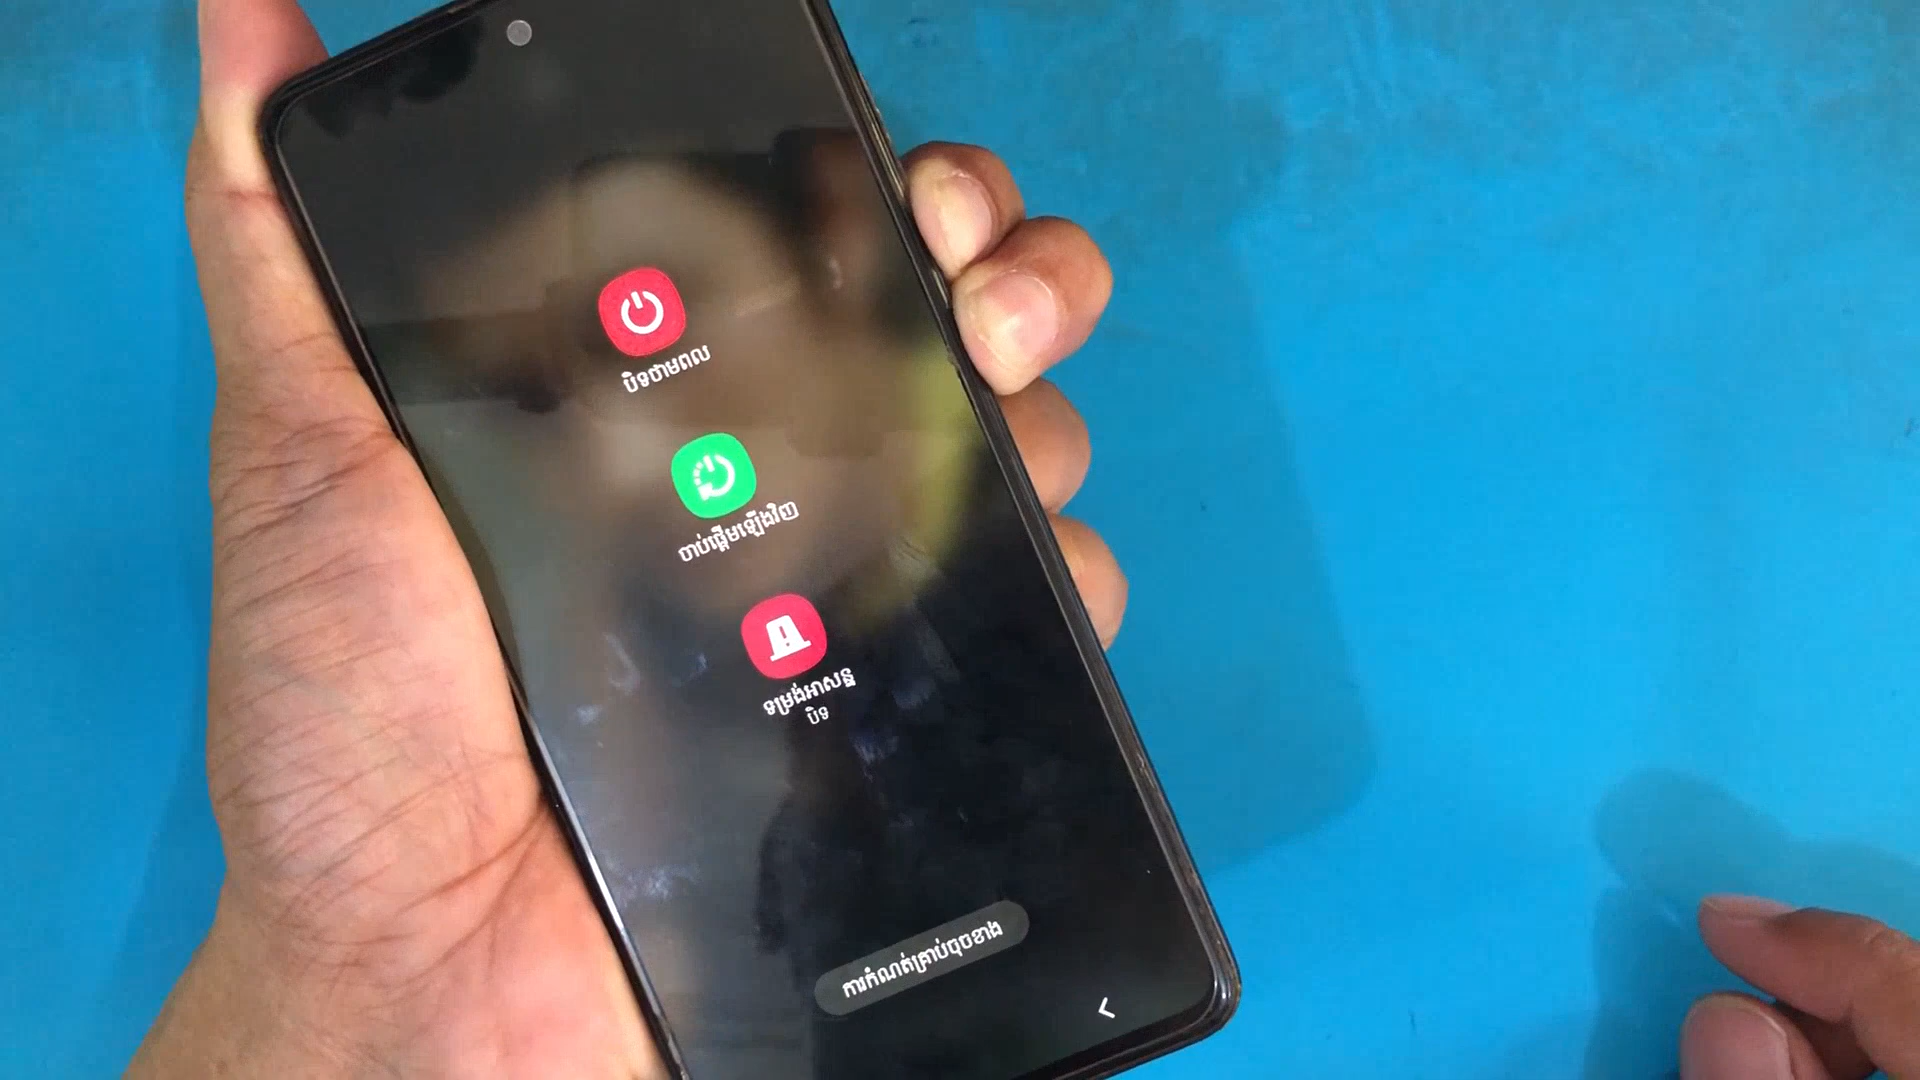 បិទថាមពល
ចាប់ផ្ដើមឡើងវិញ
ទម្រង់អាសន្ន
បិទ
ការកំណត់គ្រាប់ចុចខាង